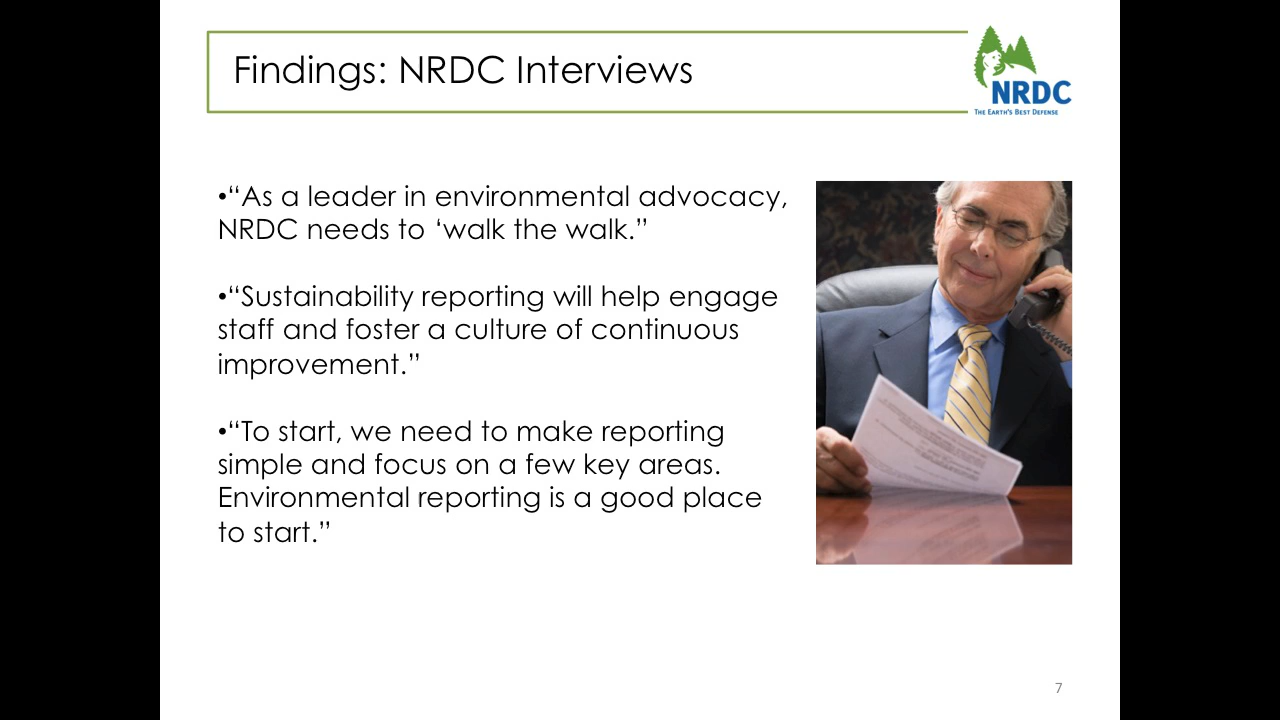 Findings: NRDC Interviews
NRDC
THE EARTH'S BEST DEFENSE
•“As a leader in environmental advocacy,
NRDC needs to ‘walk the walk.”
•“Sustainability reporting will help engage
staff and foster a culture of continuous
improvement.”
•“To start, we need to make reporting
simple and focus on a few key areas.
Environmental reporting is a good place
to start.”
7